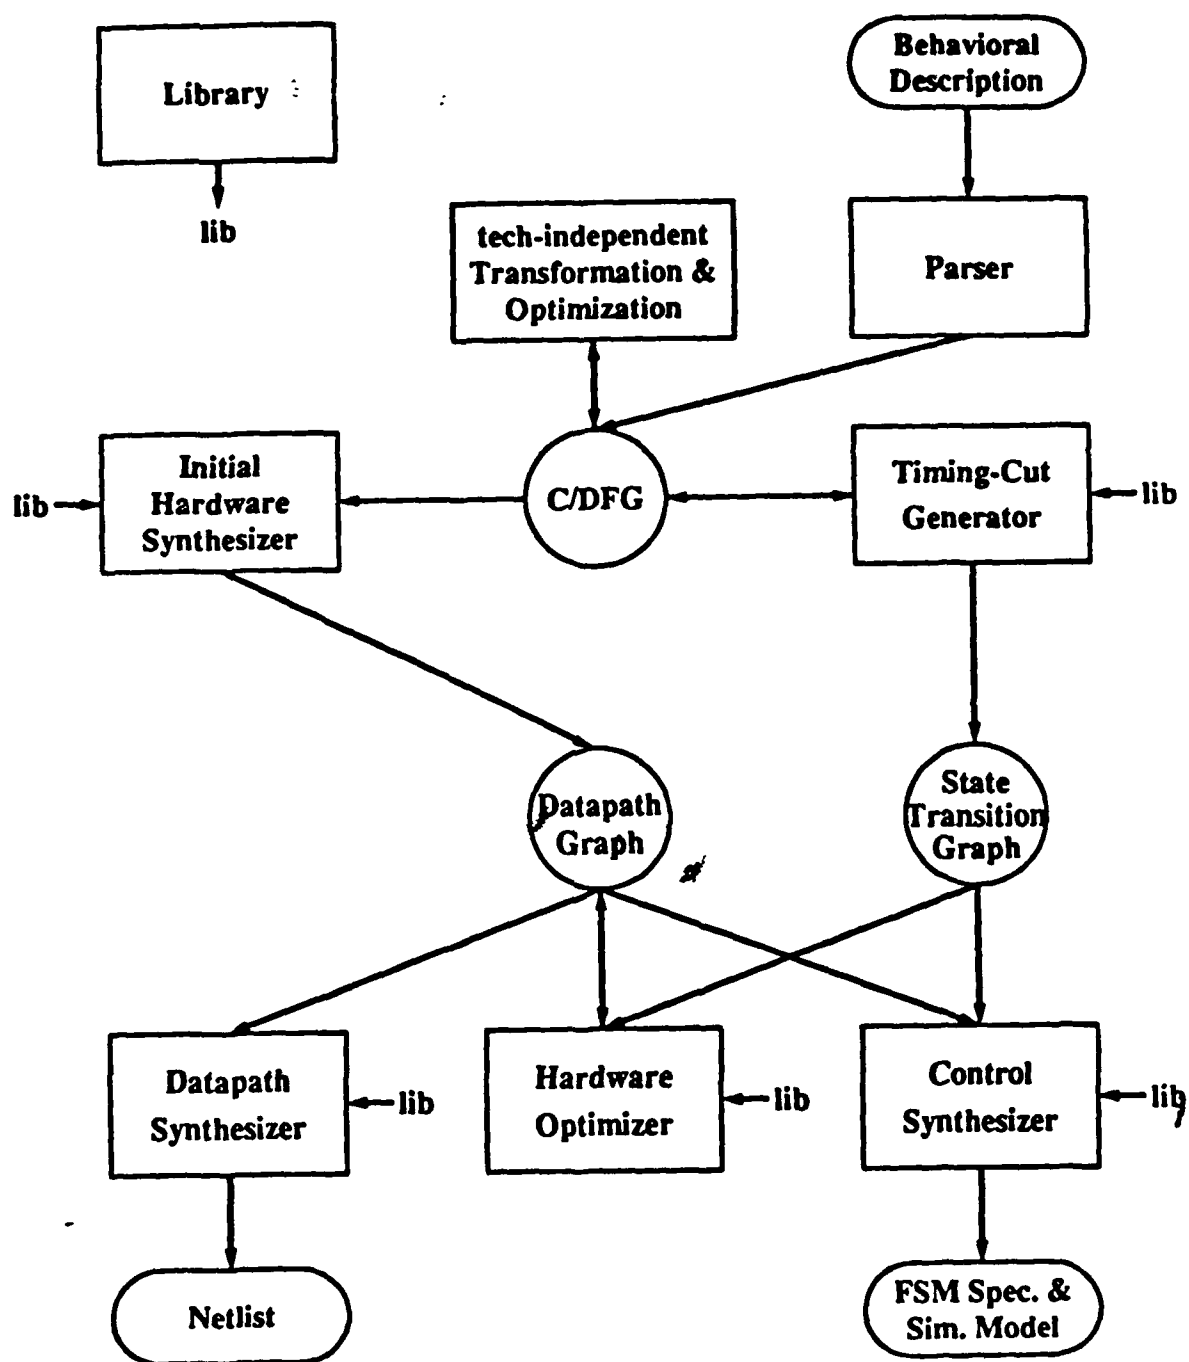 Library
Behavioral
Description
lib
tech-independent
Transformation &
Optimization
Parser
Initial
Hardware
Synthesizer
lib
C/DFG
Timing-Cut
Generator
lib
Datapath
Graph
State
Transition
Graph
Datapath
Synthesizer
lib
Hardware
Optimizer
lib
Control
Synthesizer
lib
Netlist
FSM Spec. &
Sim. Model